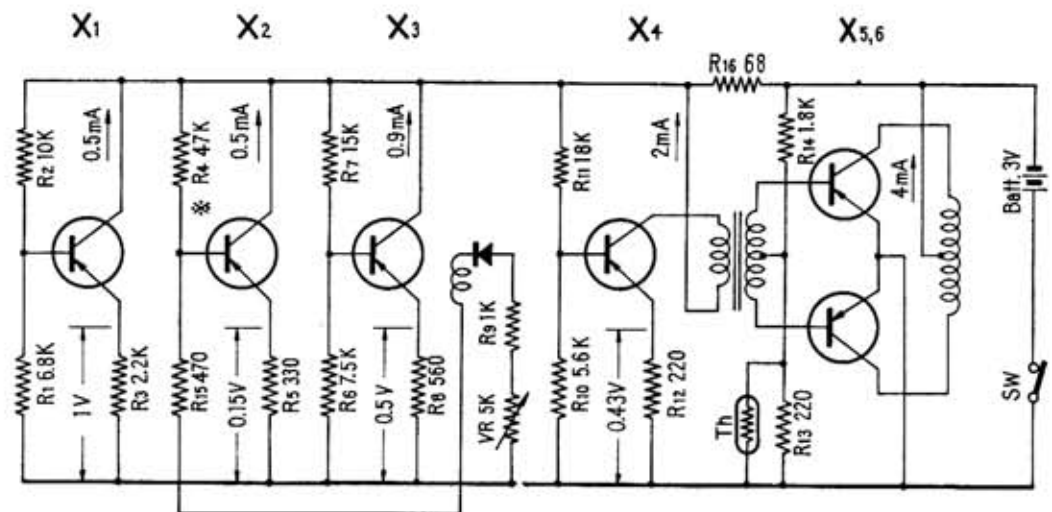 X1
X2
X3
X4
X5,6
R16 68
R2 10K
0.5mA
R4 47K
※
0.5mA
R7 15K
0.9mA
R11 18K
2mA
R14 1.8K
4mA
Batt. 3V
R1 6.8K
1V
R3 2.2K
R15 470
0.15V
R5 330
R6 7.5K
0.5V
R8 560
R9 1K
VR 5K
R10 5.6K
0.43V
R12 220
Th
R13 220
SW